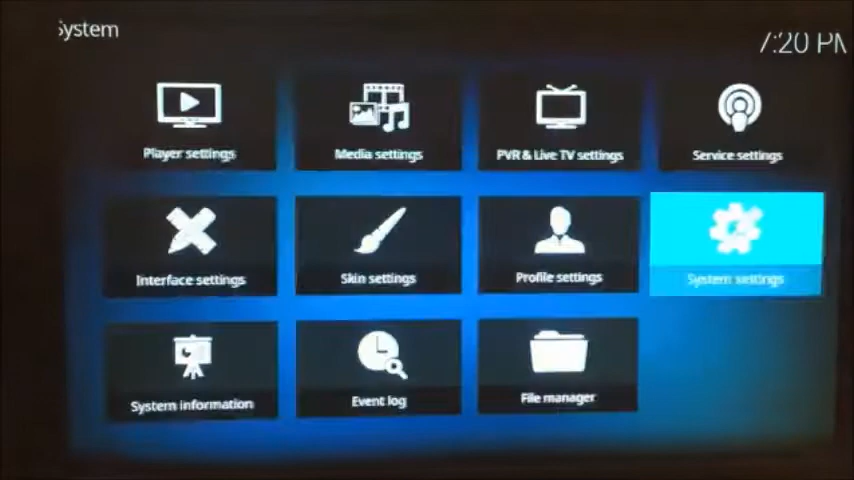 System
7:20 PM
Player settings
Media settings
PVR & Live TV settings
Service settings
Interface settings
Skin settings
Profile settings
System settings
System information
Event log
File manager